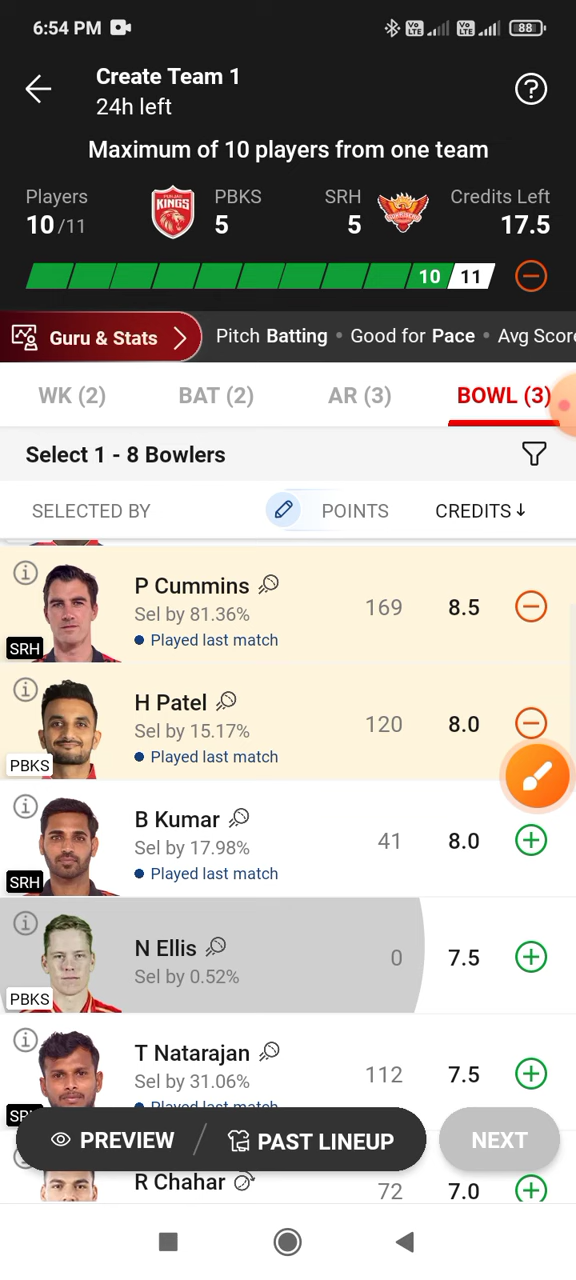 6:54 PM
88
Create Team 1
24h left
Maximum of 10 players from one team
Players
10/11
PBKS
5
SRH
5
Credits Left
17.5
10 11
Guru & Stats
Pitch Batting • Good for Pace • Avg Score
WK (2)
BAT (2)
AR (3)
BOWL (3)
Select 1 - 8 Bowlers
SELECTED BY
POINTS
CREDITS↓
P Cummins
Sel by 81.36%
Played last match
169
8.5
SRH
H Patel
Sel by 15.17%
Played last match
120
8.0
PBKS
B Kumar
Sel by 17.98%
Played last match
41
8.0
SRH
N Ellis
Sel by 0.52%
0
7.5
PBKS
T Natarajan
Sel by 31.06%
Played last match
112
7.5
PREVIEW / PAST LINEUP
NEXT
R Chahar
72
7.0